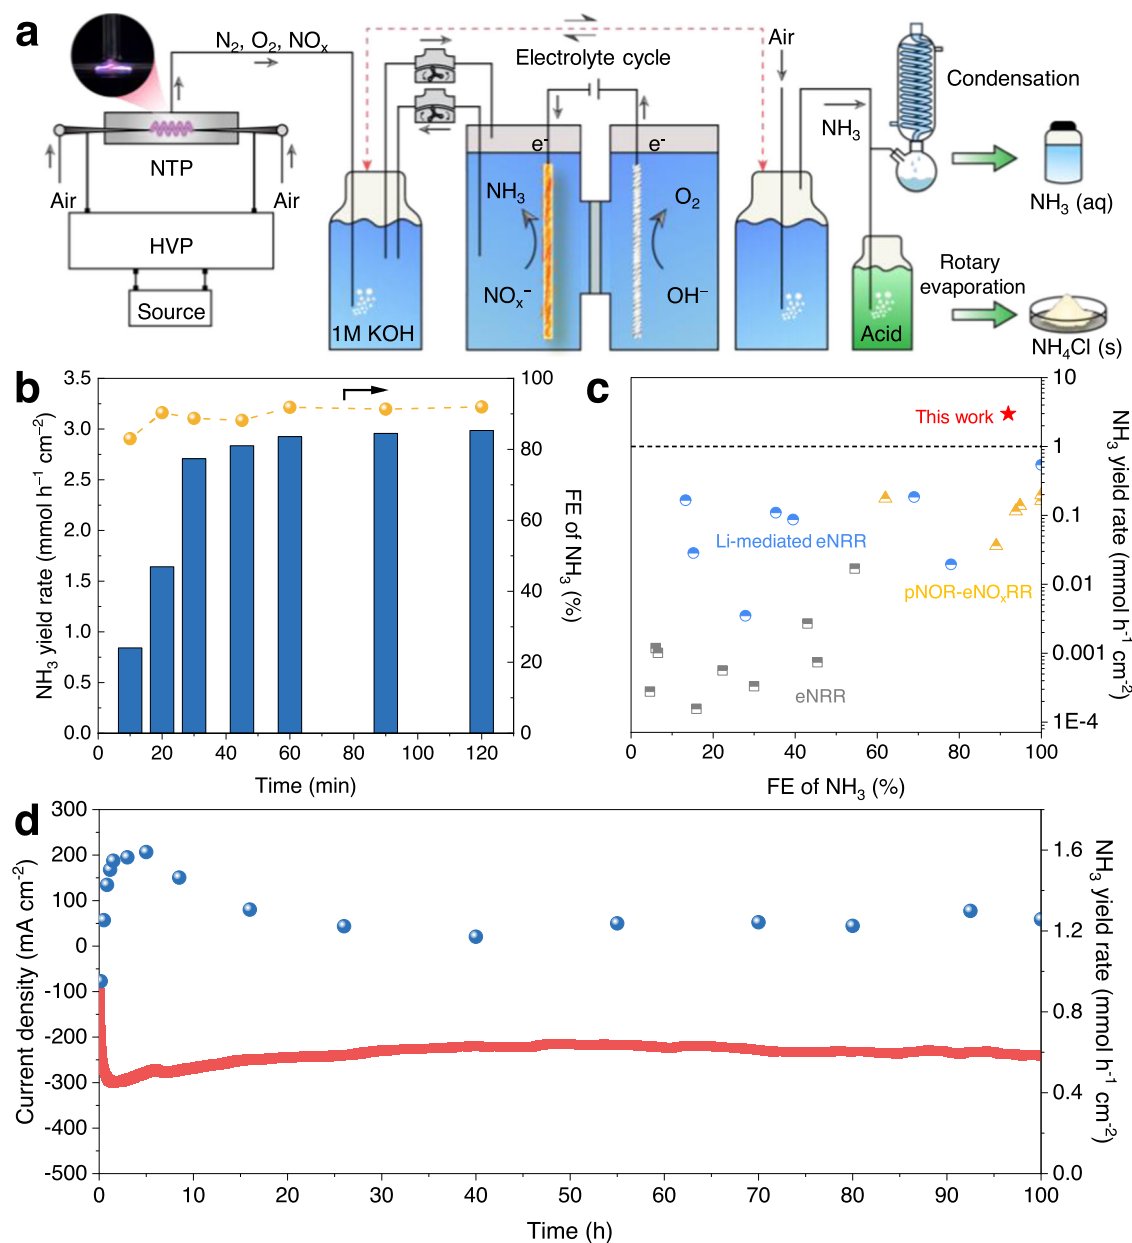 a
N₂, O₂, NOₓ
NTP
Air
Air
HVP
Source
Electrolyte cycle
1M KOH
e⁻
e⁻
NH₃
NOₓ⁻
O₂
OH⁻
Air
NH₃
Acid
Condensation
NH₃ (aq)
Rotary
evaporation
NH₄Cl (s)
b
NH₃ yield rate (mmol h⁻¹ cm⁻²)
3.5
3.0
2.5
2.0
1.5
1.0
0.5
0.0
0
20
40
60
80
100
120
Time (min)
100
80
60
40
20
0
FE of NH₃ (%)
c
This work
Li-mediated eNRR
pNOR-eNOₓRR
eNRR
0
20
40
60
80
100
FE of NH₃ (%)
10
1
0.1
0.01
0.001
1E-4
NH₃ yield rate (mmol h⁻¹ cm⁻²)
d
Current density (mA cm⁻²)
300
200
100
0
-100
-200
-300
-400
-500
0
10
20
30
40
50
60
70
80
90
100
Time (h)
1.6
1.2
0.8
0.4
0.0
NH₃ yield rate (mmol h⁻¹ cm⁻²)